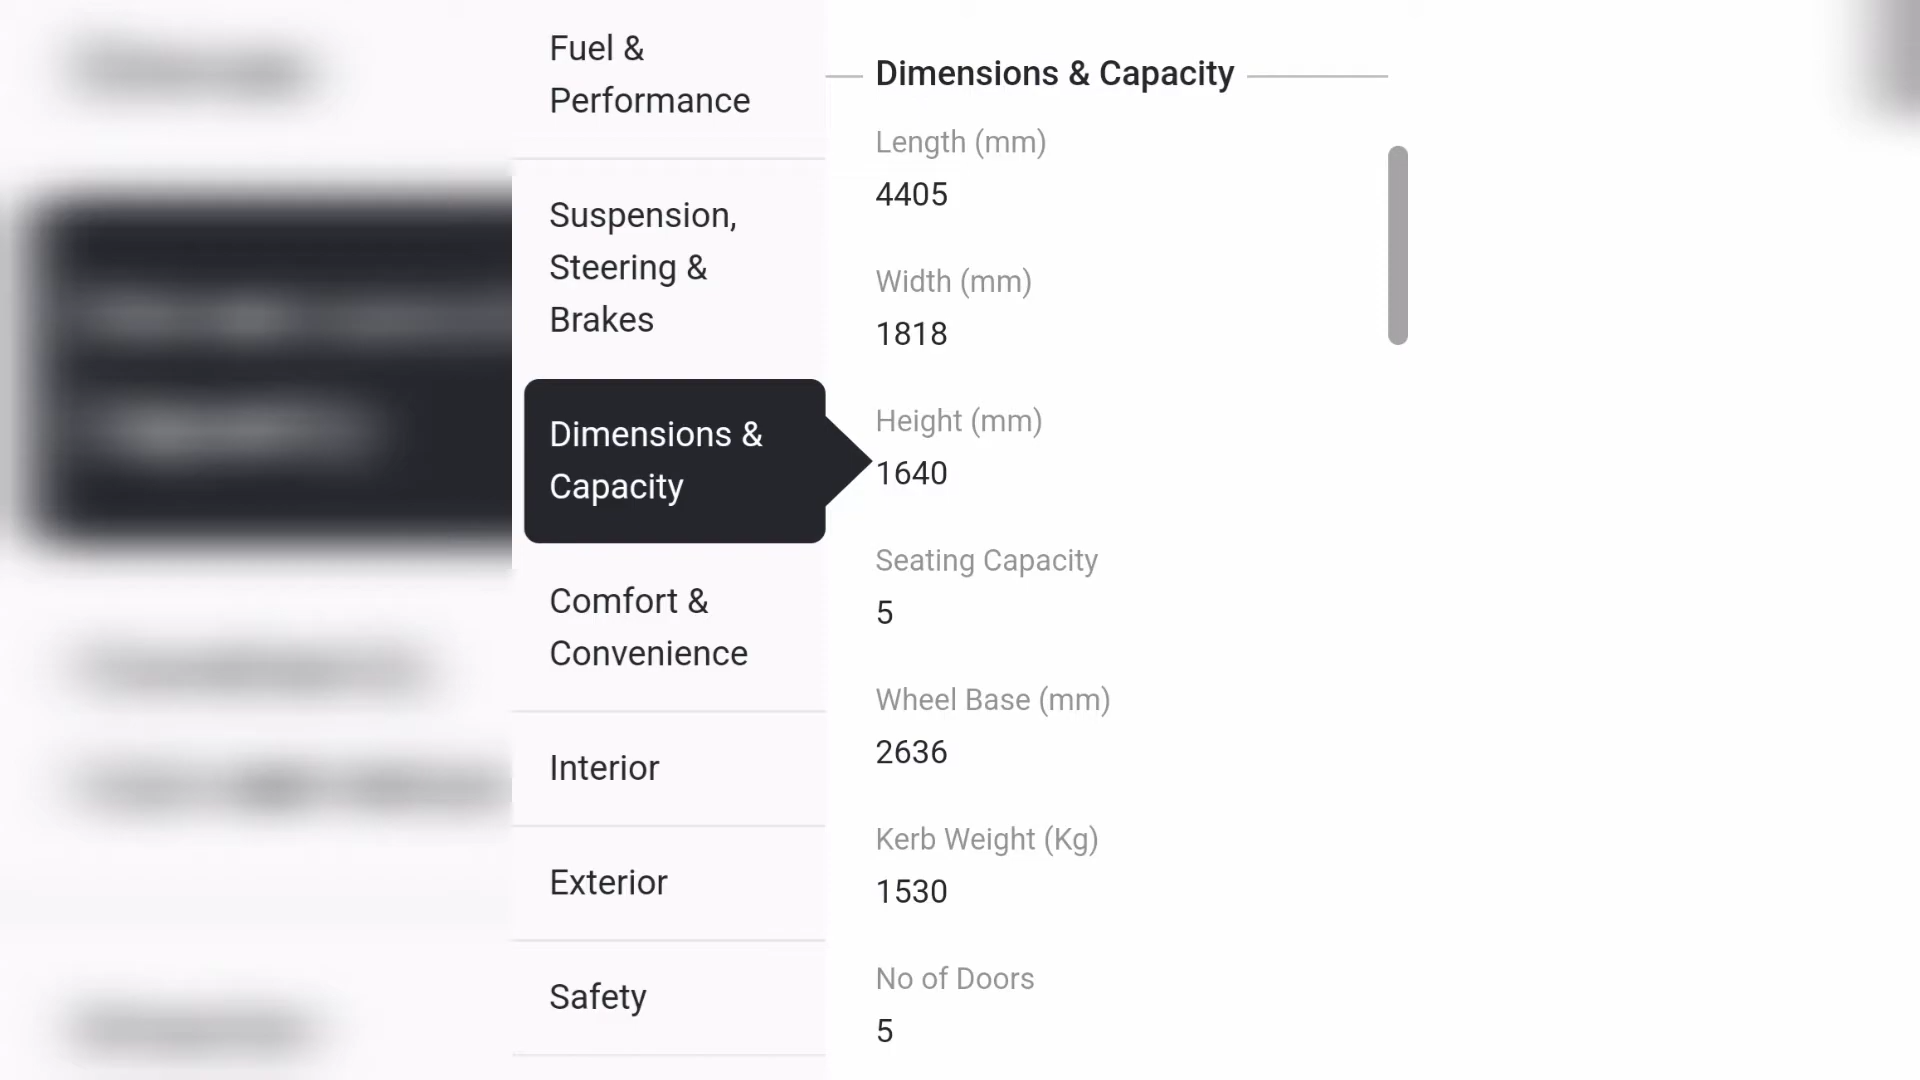 Fuel &
Performance
Suspension,
Steering &
Brakes
Dimensions &
Capacity
Comfort &
Convenience
Interior
Exterior
Safety
Dimensions & Capacity
Length (mm)
4405
Width (mm)
1818
Height (mm)
1640
Seating Capacity
5
Wheel Base (mm)
2636
Kerb Weight (Kg)
1530
No of Doors
5